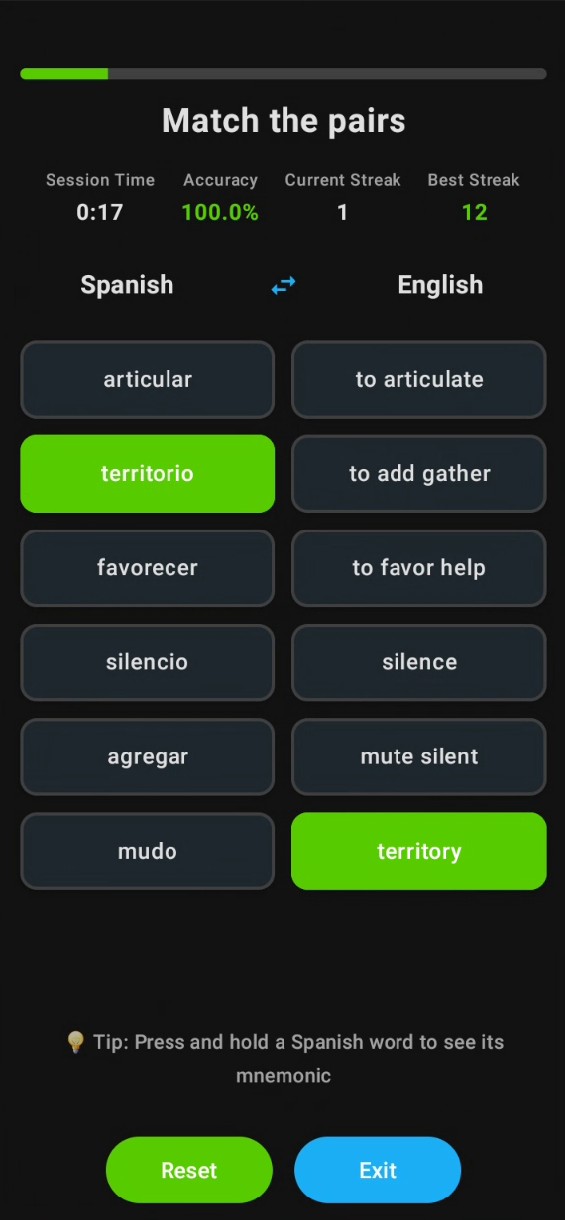 Match the pairs
Session Time Accuracy Current Streak Best Streak
0:17 100.0% 1 12
Spanish English
articular to articulate
territorio to add gather
favorecer to favor help
silencio silence
agregar mute silent
mudo territory
💡 Tip: Press and hold a Spanish word to see its
mnemonic
Reset Exit